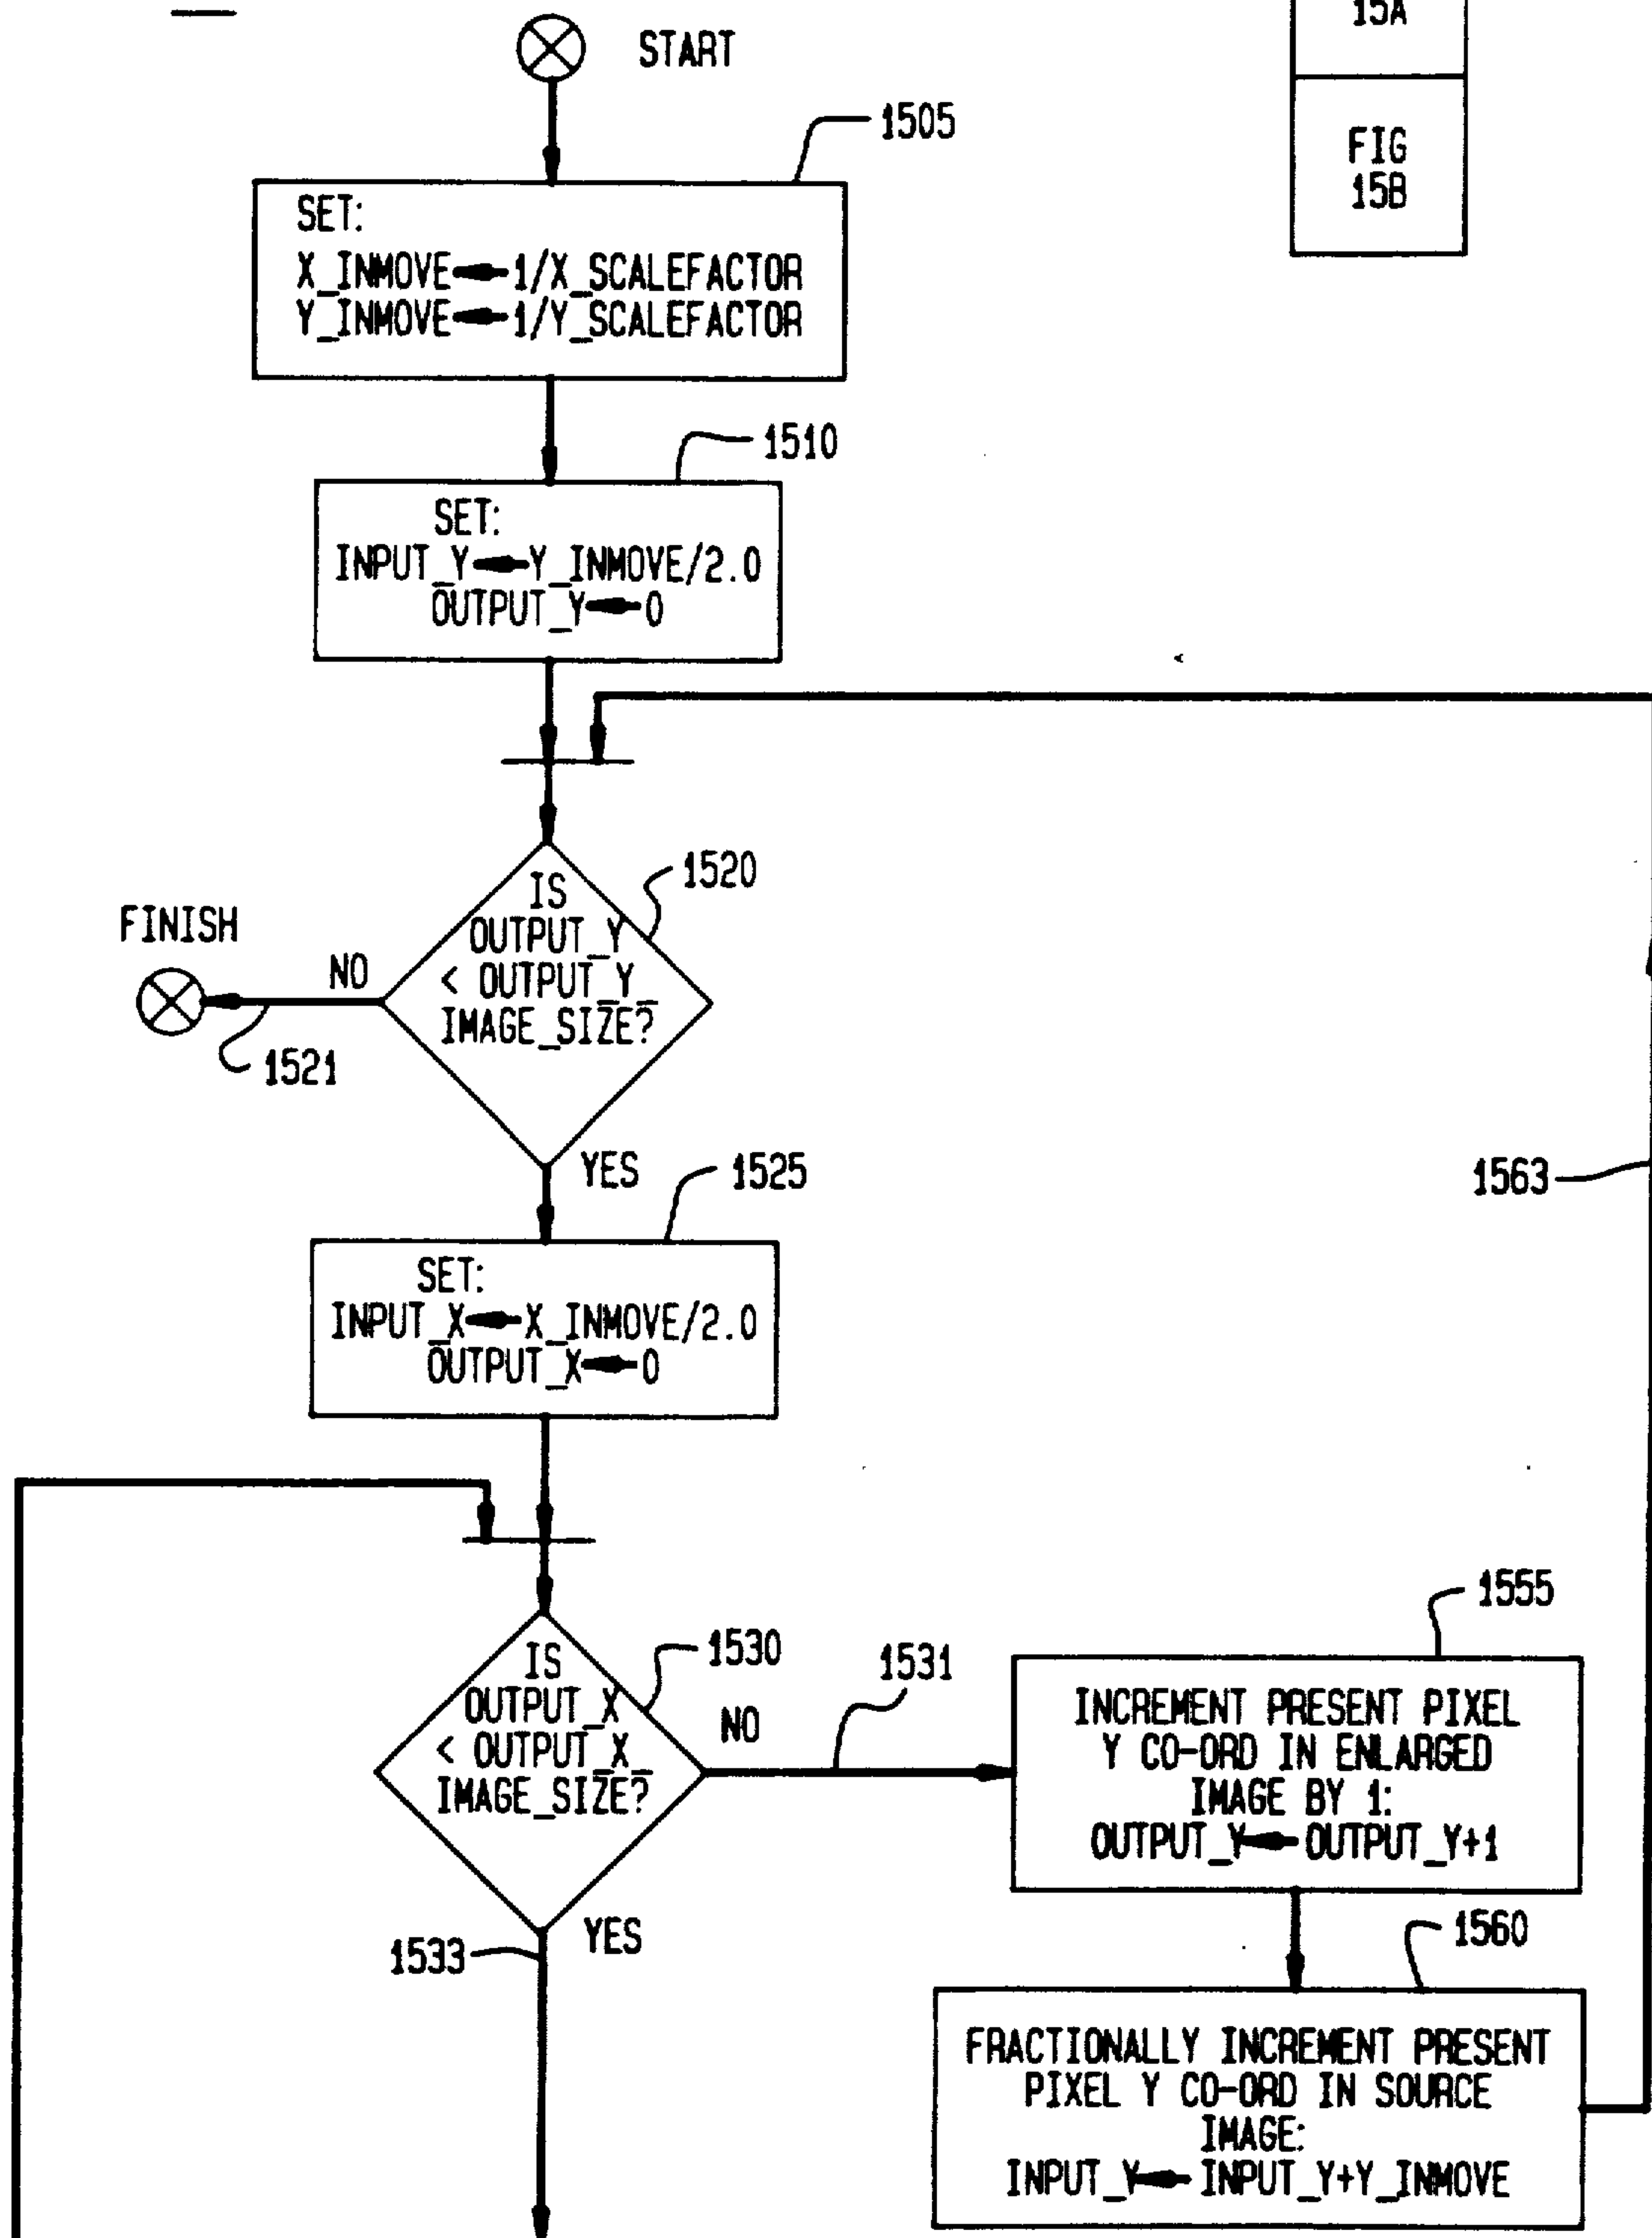 15A
START
1505
FIG
15B
SET:
X_INMOVE←1/X_SCALEFACTOR
Y_INMOVE←1/Y_SCALEFACTOR
1510
SET:
INPUT_Y←Y_INMOVE/2.0
OUTPUT_Y←0
1520
IS
OUTPUT_Y
< OUTPUT_Y_
IMAGE_SIZE?
FINISH
NO
1521
YES
1525
1563
SET:
INPUT_X←X_INMOVE/2.0
OUTPUT_X←0
1530
IS
OUTPUT_X
< OUTPUT_X_
IMAGE_SIZE?
NO
1531
1555
INCREMENT PRESENT PIXEL
Y CO-ORD IN ENLARGED
IMAGE BY 1:
OUTPUT_Y← OUTPUT_Y+1
1533
YES
1560
FRACTIONALLY INCREMENT PRESENT
PIXEL Y CO-ORD IN SOURCE
IMAGE:
INPUT_Y← INPUT_Y+Y_INMOVE